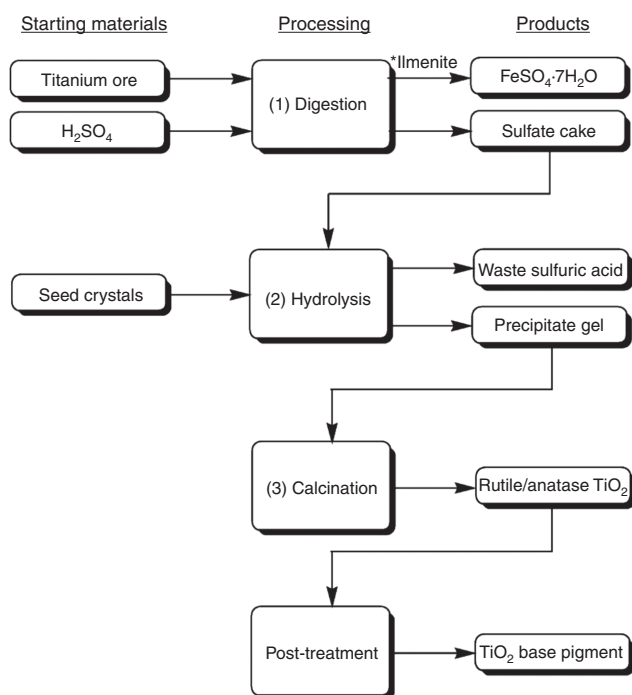 Starting materials
Processing
Products
Titanium ore
*Ilmenite
FeSO₄·7H₂O
(1) Digestion
H₂SO₄
Sulfate cake
Waste sulfuric acid
Seed crystals
(2) Hydrolysis
Precipitate gel
(3) Calcination
Rutile/anatase TiO₂
Post-treatment
TiO₂ base pigment